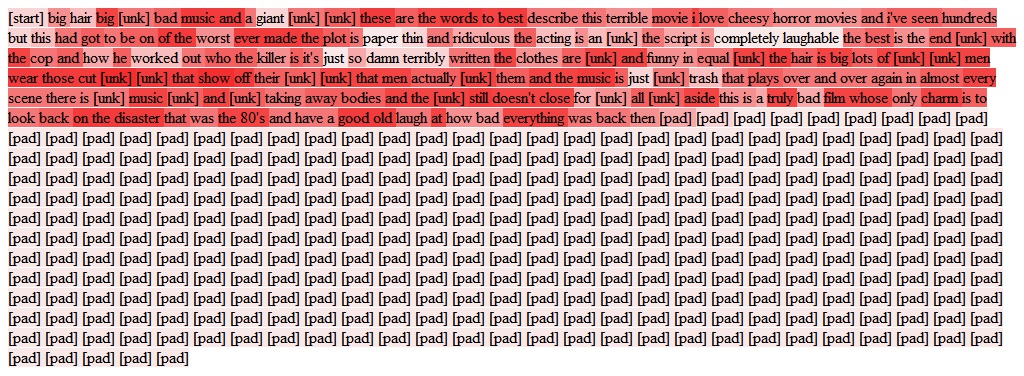 [start] big hair big [unk] bad music and a giant [unk] [unk] these are the words to best describe this terrible movie i love cheesy horror movies and i've seen hundreds
but this had got to be on of the worst ever made the plot is paper thin and ridiculous the acting is an [unk] the script is completely laughable the best is the end [unk] with
the cop and how he worked out who the killer is it's just so damn terribly written the clothes are [unk] and funny in equal [unk] the hair is big lots of [unk] [unk] men
wear those cut [unk] [unk] that show off their [unk] [unk] that men actually [unk] them and the music is just [unk] trash that plays over and over again in almost every
scene there is [unk] music [unk] and [unk] taking away bodies and the [unk] still doesn't close for [unk] all [unk] aside this is a truly bad film whose only charm is to
look back on the disaster that was the 80's and have a good old laugh at how bad everything was back then [pad] [pad] [pad] [pad] [pad] [pad] [pad] [pad] [pad]
[pad] [pad] [pad] [pad] [pad] [pad] [pad] [pad] [pad] [pad] [pad] [pad] [pad] [pad] [pad] [pad] [pad] [pad] [pad] [pad] [pad] [pad] [pad] [pad] [pad] [pad] [pad]
[pad] [pad] [pad] [pad] [pad] [pad] [pad] [pad] [pad] [pad] [pad] [pad] [pad] [pad] [pad] [pad] [pad] [pad] [pad] [pad] [pad] [pad] [pad] [pad] [pad] [pad] [pad]
[pad] [pad] [pad] [pad] [pad] [pad] [pad] [pad] [pad] [pad] [pad] [pad] [pad] [pad] [pad] [pad] [pad] [pad] [pad] [pad] [pad] [pad] [pad] [pad] [pad] [pad] [pad]
[pad] [pad] [pad] [pad] [pad] [pad] [pad] [pad] [pad] [pad] [pad] [pad] [pad] [pad] [pad] [pad] [pad] [pad] [pad] [pad] [pad] [pad] [pad] [pad] [pad] [pad] [pad]
[pad] [pad] [pad] [pad] [pad] [pad] [pad] [pad] [pad] [pad] [pad] [pad] [pad] [pad] [pad] [pad] [pad] [pad] [pad] [pad] [pad] [pad] [pad] [pad] [pad] [pad] [pad]
[pad] [pad] [pad] [pad] [pad] [pad] [pad] [pad] [pad] [pad] [pad] [pad] [pad] [pad] [pad] [pad] [pad] [pad] [pad] [pad] [pad] [pad] [pad] [pad] [pad] [pad] [pad]
[pad] [pad] [pad] [pad] [pad] [pad] [pad] [pad] [pad] [pad] [pad] [pad] [pad] [pad] [pad] [pad] [pad] [pad] [pad] [pad] [pad] [pad] [pad] [pad] [pad] [pad] [pad]
[pad] [pad] [pad] [pad] [pad] [pad] [pad] [pad] [pad] [pad] [pad] [pad] [pad] [pad] [pad] [pad] [pad] [pad] [pad] [pad] [pad] [pad] [pad] [pad] [pad] [pad] [pad]
[pad] [pad] [pad] [pad] [pad] [pad] [pad] [pad] [pad] [pad] [pad] [pad] [pad] [pad] [pad] [pad] [pad] [pad] [pad] [pad] [pad] [pad] [pad] [pad] [pad] [pad] [pad]
[pad] [pad] [pad] [pad] [pad] [pad] [pad] [pad] [pad] [pad] [pad] [pad] [pad] [pad] [pad] [pad] [pad] [pad] [pad] [pad] [pad] [pad] [pad] [pad] [pad] [pad] [pad]
[pad] [pad] [pad] [pad] [pad] [pad] [pad] [pad] [pad] [pad] [pad] [pad] [pad] [pad] [pad] [pad] [pad] [pad] [pad] [pad] [pad] [pad] [pad] [pad] [pad] [pad] [pad]
[pad] [pad] [pad] [pad] [pad]